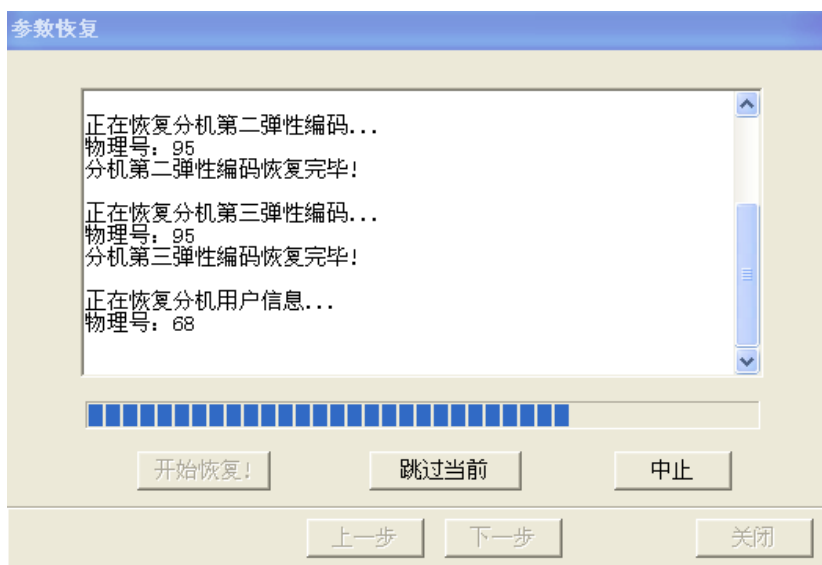 参数恢复
正在恢复分机第二弹性编码...
物理号: 95
分机第二弹性编码恢复完毕!
正在恢复分机第三弹性编码...
物理号: 95
分机第三弹性编码恢复完毕!
正在恢复分机用户信息...
物理号: 68
开始恢复!
跳过当前
中止
上一步
下一步
关闭